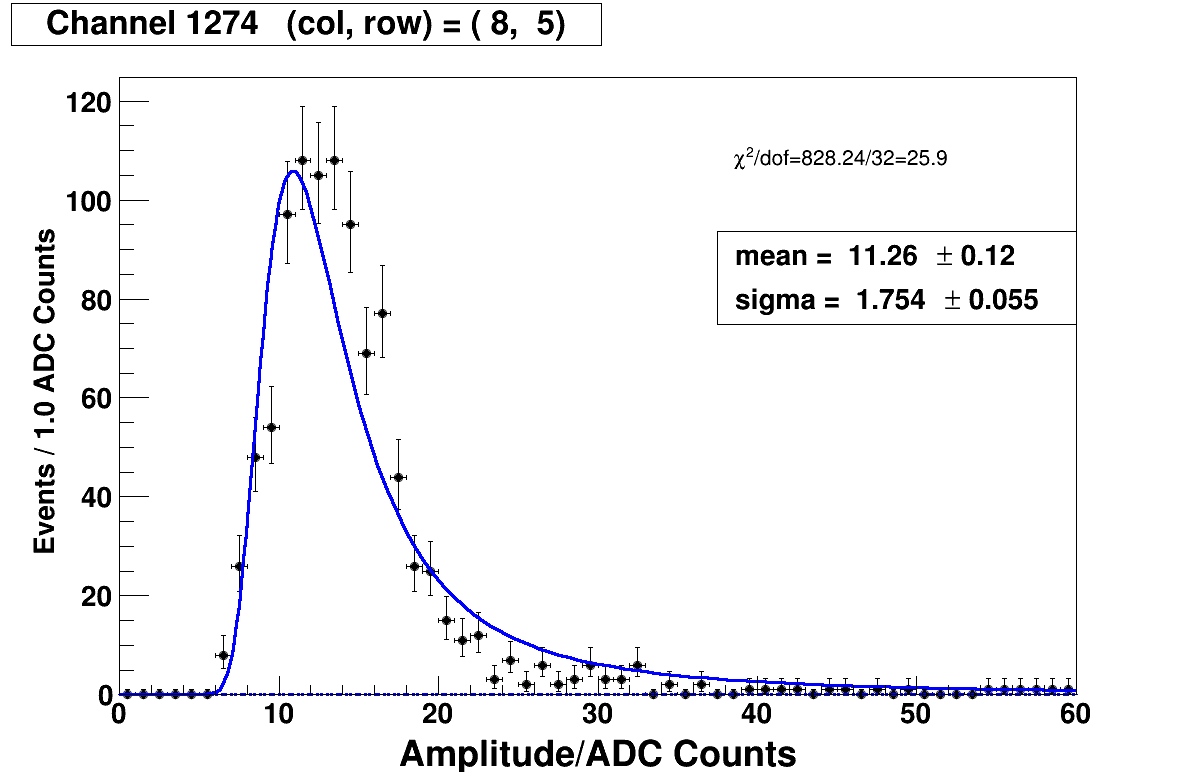 Channel 1274 (col, row) = ( 8, 5)
120
100
80
60
40
20
0
Events / 1.0 ADC Counts
χ²/dof=828.24/32=25.9
mean = 11.26 ± 0.12
sigma = 1.754 ± 0.055
0 10 20 30 40 50 60
Amplitude/ADC Counts